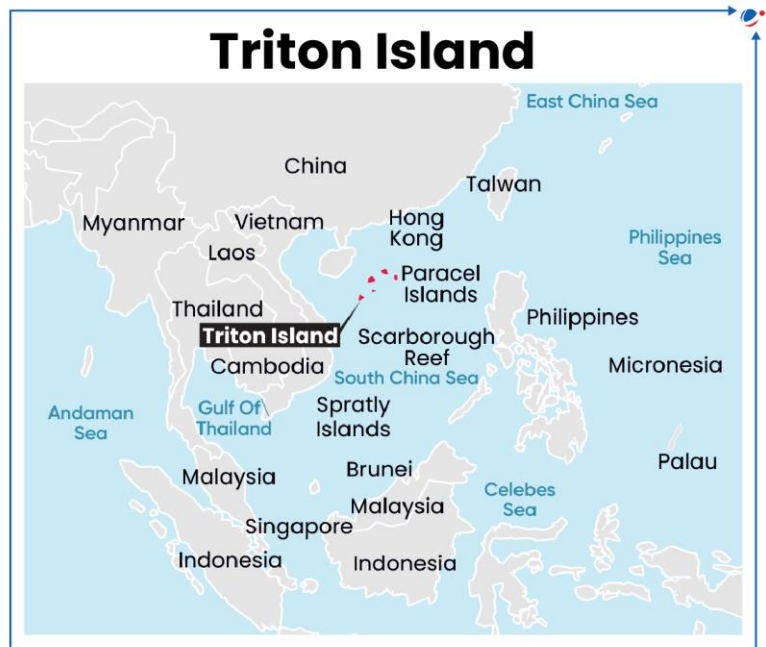 Triton Island
East China Sea
China
Talwan
Myanmar
Vietnam
Hong
Kong
Philippines
Sea
Laos
Paracel
Islands
Thailand
Philippines
Triton Island
Scarborough
Reef
Cambodia
Micronesia
South China Sea
Andaman
Sea
Gulf Of
Thailand
Spratly
Islands
Palau
Malaysia
Brunei
Malaysia
Celebes
Sea
Singapore
Indonesia
Indonesia